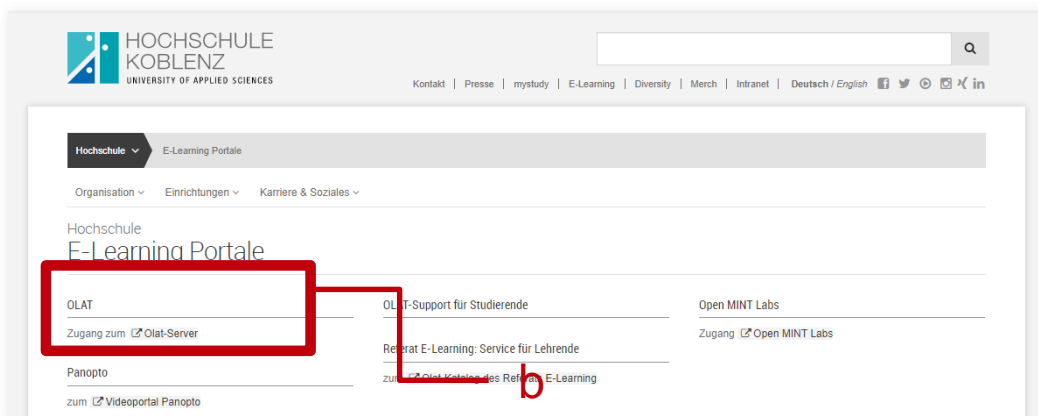 HOCHSCHULE
KOBLENZ
UNIVERSITY OF APPLIED SCIENCES
Kontakt | Presse | mystudy | E-Learning | Diversity | Merch | Intranet | Deutsch / English
Hochschule
E-Learning Portale
Organisation
Einrichtungen
Karriere & Soziales
Hochschule
E-Learning Portale
OLAT
Zugang zum Olat-Server
Panopto
zum Videoportal Panopto
OLAT-Support für Studierende
Referat E-Learning: Service für Lehrende
zum Olat-Katalog des Referats E-Learning
b
Open MINT Labs
Zugang Open MINT Labs